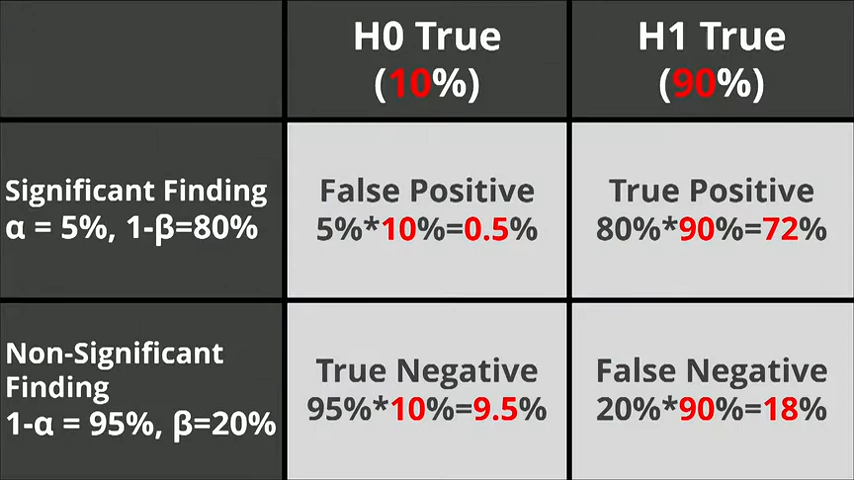 H0 True
(10%)
H1 True
(90%)
Significant Finding
α = 5%, 1-β=80%
False Positive
5%*10%=0.5%
True Positive
80%*90%=72%
Non-Significant
Finding
1-α = 95%, β=20%
True Negative
95%*10%=9.5%
False Negative
20%*90%=18%